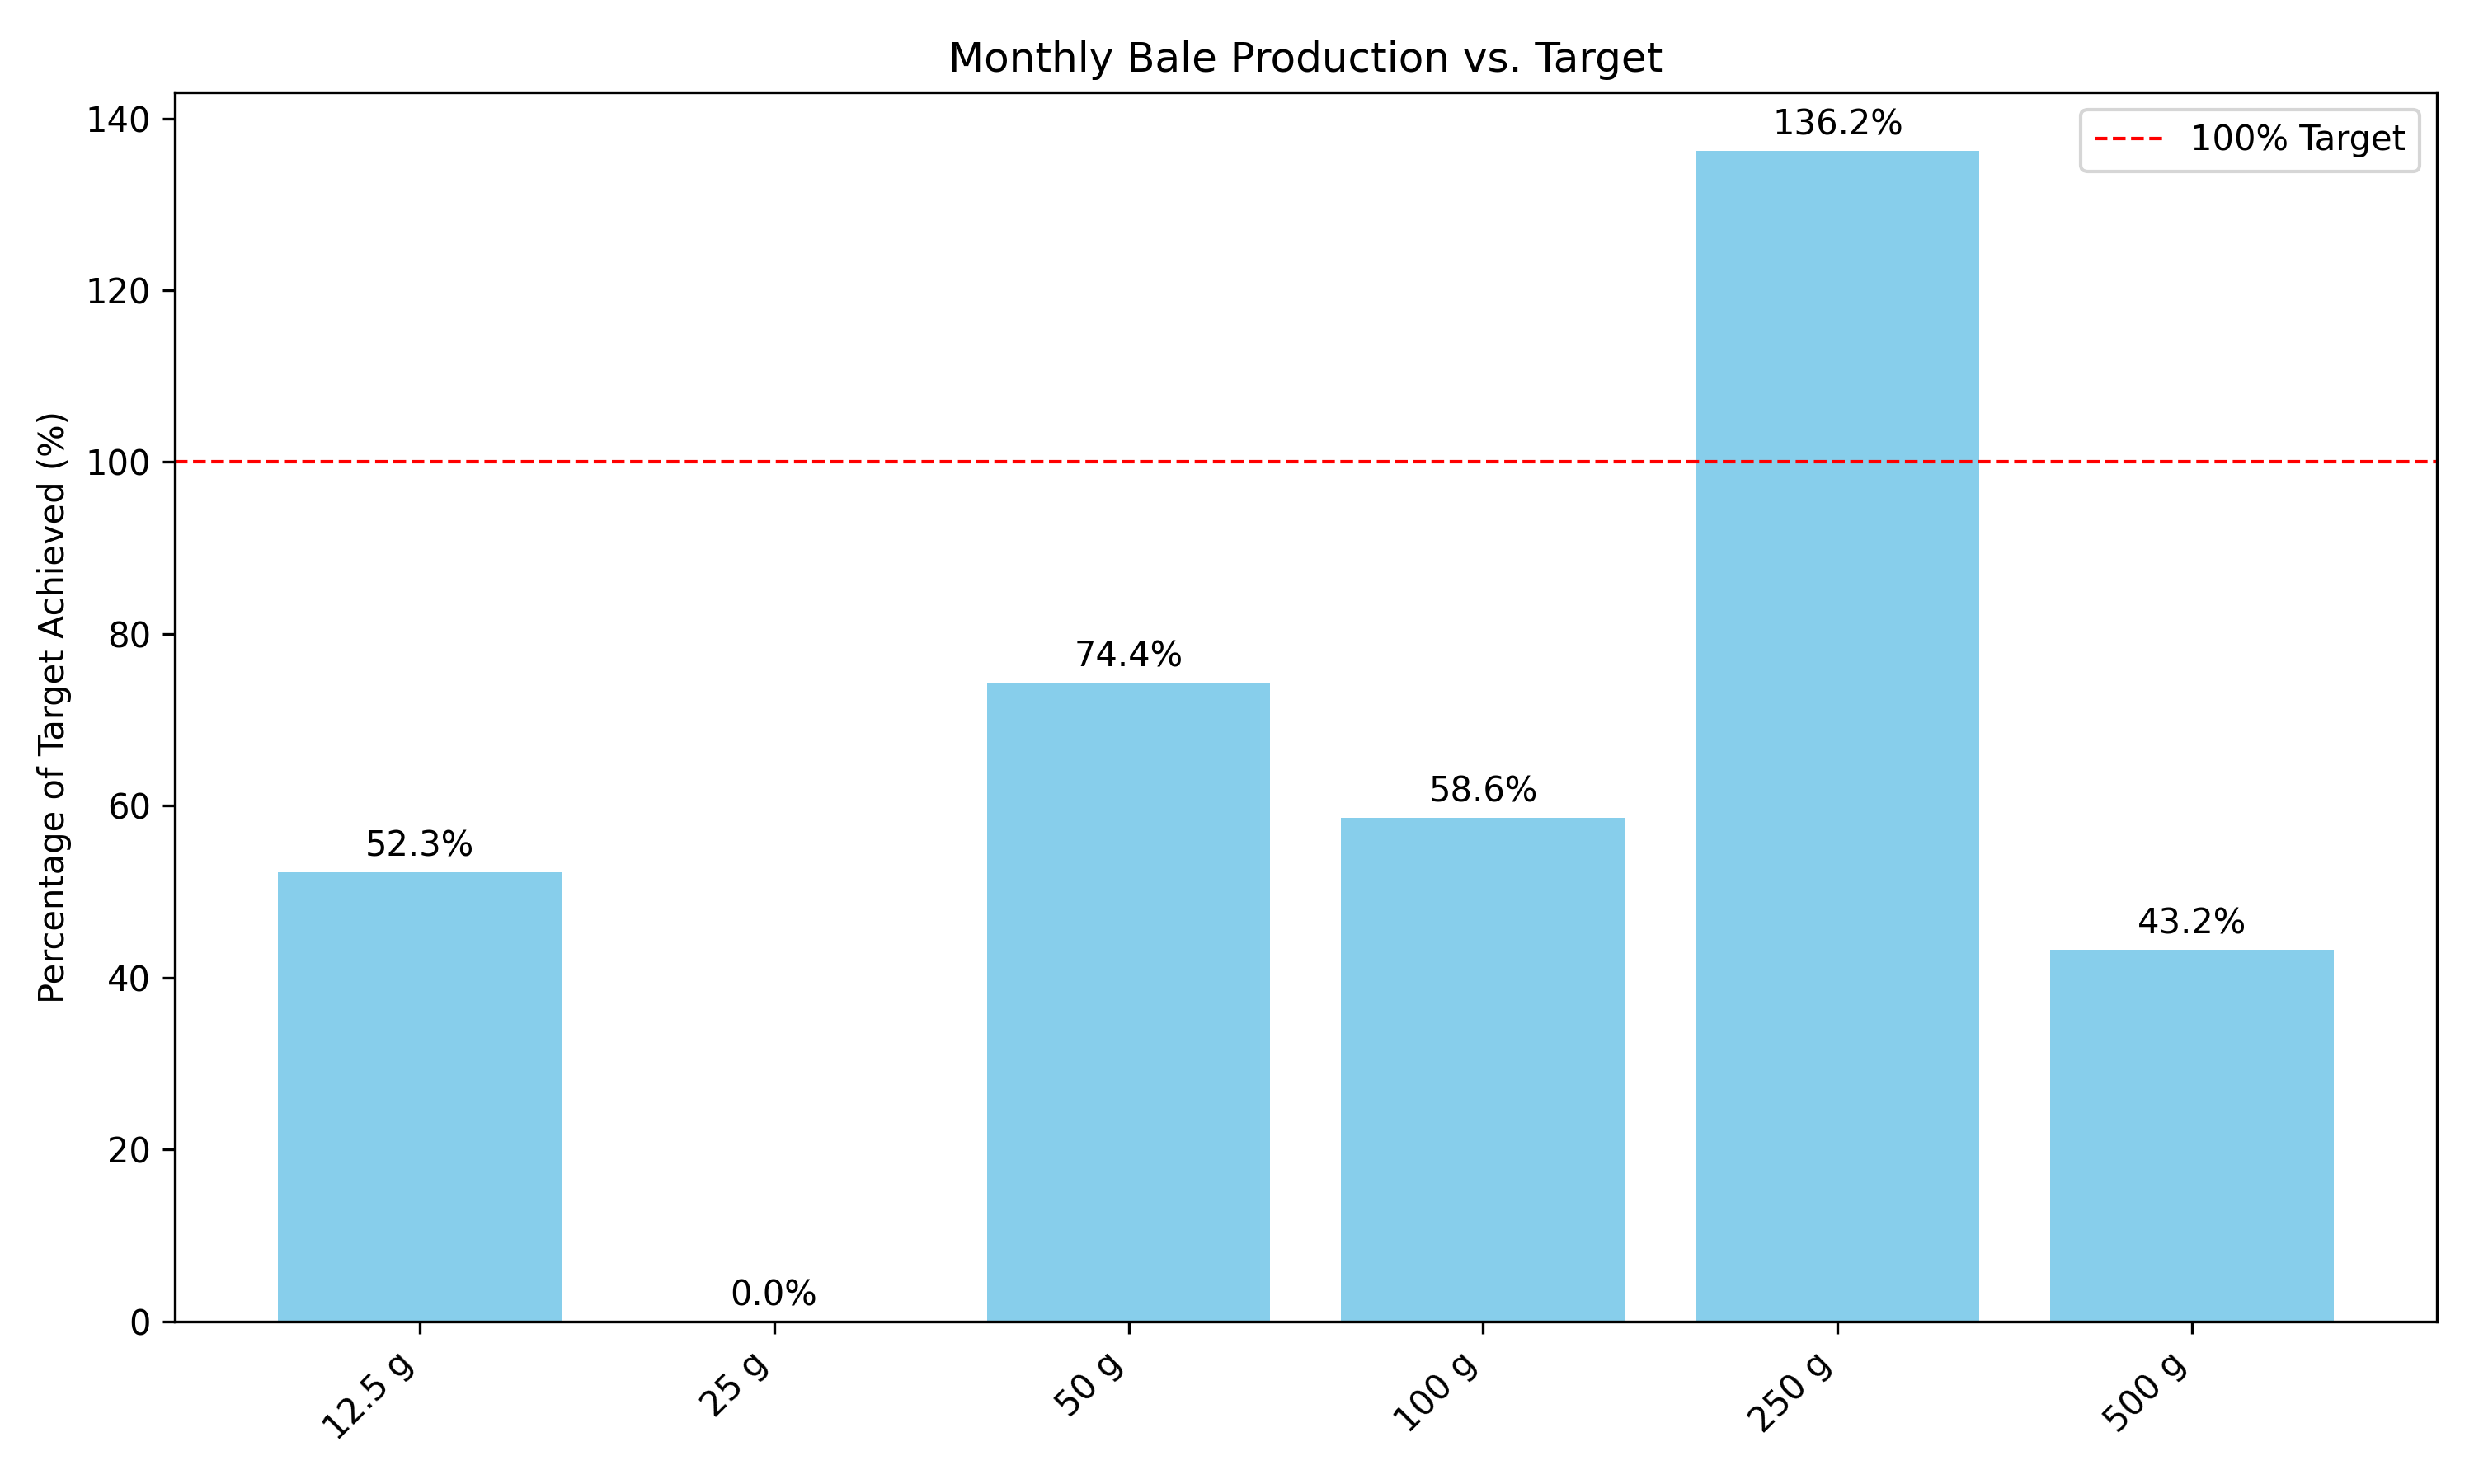 Monthly Bale Production vs. Target
100% Target
Percentage of Target Achieved (%)
140
120
100
80
60
40
20
0
52.3%
0.0%
74.4%
58.6%
136.2%
43.2%
12.5 g
25 g
50 g
100 g
250 g
500 g